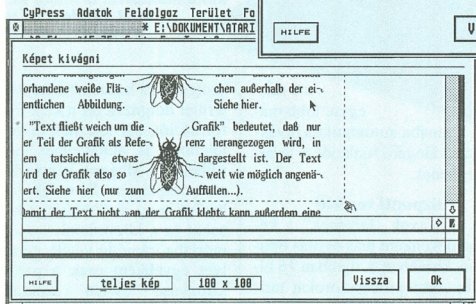 CyPress Adatok Feldolgoz Terület Fo
* E:\DOKUMENT\ATARI
HILFE V
Képet kivágni
orhandene weiße Flä- chen außerhalb der ei-
entlichen Abbildung. Siehe hier.
. "Text fließt weich um die Grafik" bedeutet, daß nur
er Teil der Grafik als Refe- renz herangezogen wird, in
em tatsächlich etwas dargestellt ist. Der Text
ird der Grafik also so weit wie möglich angenä-
ert. Siehe hier (nur zum Auffüllen...).
Damit der Text nicht »an der Grafik klebt« kann außerdem eine
HILFE teljes kép 100 x 100 Vissza Ok